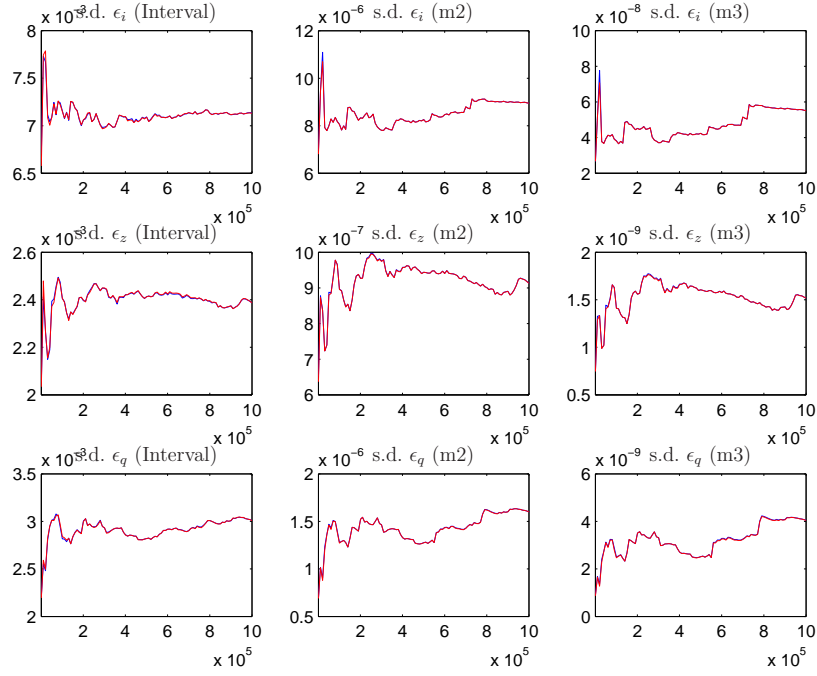 x 10⁻³ s.d. ϵᵢ (Interval)
8
7.5
7
6.5
2 4 6 8 10
x 10⁵
x 10⁻⁶ s.d. ϵᵢ (m2)
12
10
8
6
2 4 6 8 10
x 10⁵
x 10⁻⁸ s.d. ϵᵢ (m3)
10
8
6
4
2
2 4 6 8 10
x 10⁵
x 10⁻³ s.d. ϵ_z (Interval)
2.6
2.4
2.2
2
2 4 6 8 10
x 10⁵
x 10⁻⁷ s.d. ϵ_z (m2)
10
9
8
7
6
2 4 6 8 10
x 10⁵
x 10⁻⁹ s.d. ϵ_z (m3)
2
1.5
1
0.5
2 4 6 8 10
x 10⁵
x 10⁻³ s.d. ϵ_q (Interval)
3.5
3
2.5
2
2 4 6 8 10
x 10⁵
x 10⁻⁶ s.d. ϵ_q (m2)
2
1.5
1
0.5
2 4 6 8 10
x 10⁵
x 10⁻⁹ s.d. ϵ_q (m3)
6
4
2
0
2 4 6 8 10
x 10⁵